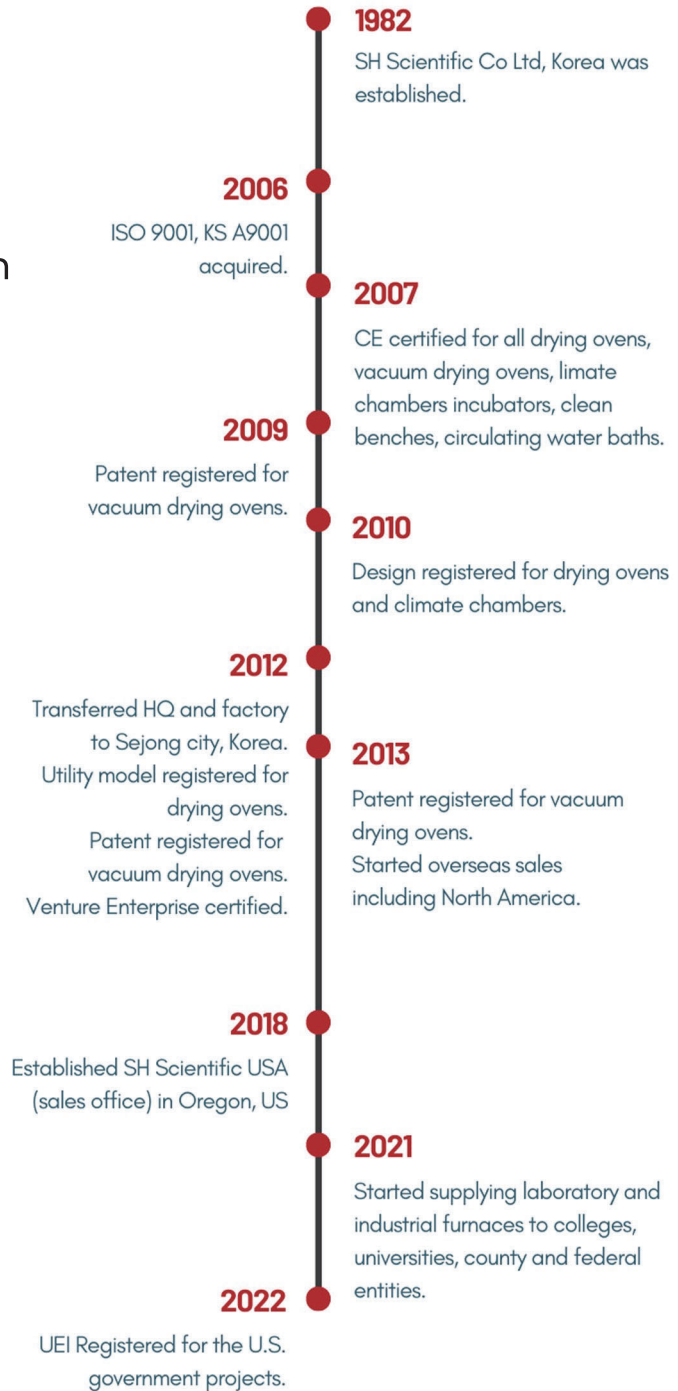 1982
SH Scientific Co Ltd, Korea was
established.
2006
ISO 9001, KS A9001
acquired.
n
2007
CE certified for all drying ovens,
vacuum drying ovens, limate
chambers incubators, clean
benches, circulating water baths.
2009
Patent registered for
vacuum drying ovens.
2010
Design registered for drying ovens
and climate chambers.
2012
Transferred HQ and factory
to Sejong city, Korea.
Utility model registered for
drying ovens.
Patent registered for
vacuum drying ovens.
Venture Enterprise certified.
2013
Patent registered for vacuum
drying ovens.
Started overseas sales
including North America.
2018
Established SH Scientific USA
(sales office) in Oregon, US
2021
Started supplying laboratory and
industrial furnaces to colleges,
universities, county and federal
entities.
2022
UEI Registered for the U.S.
government projects.